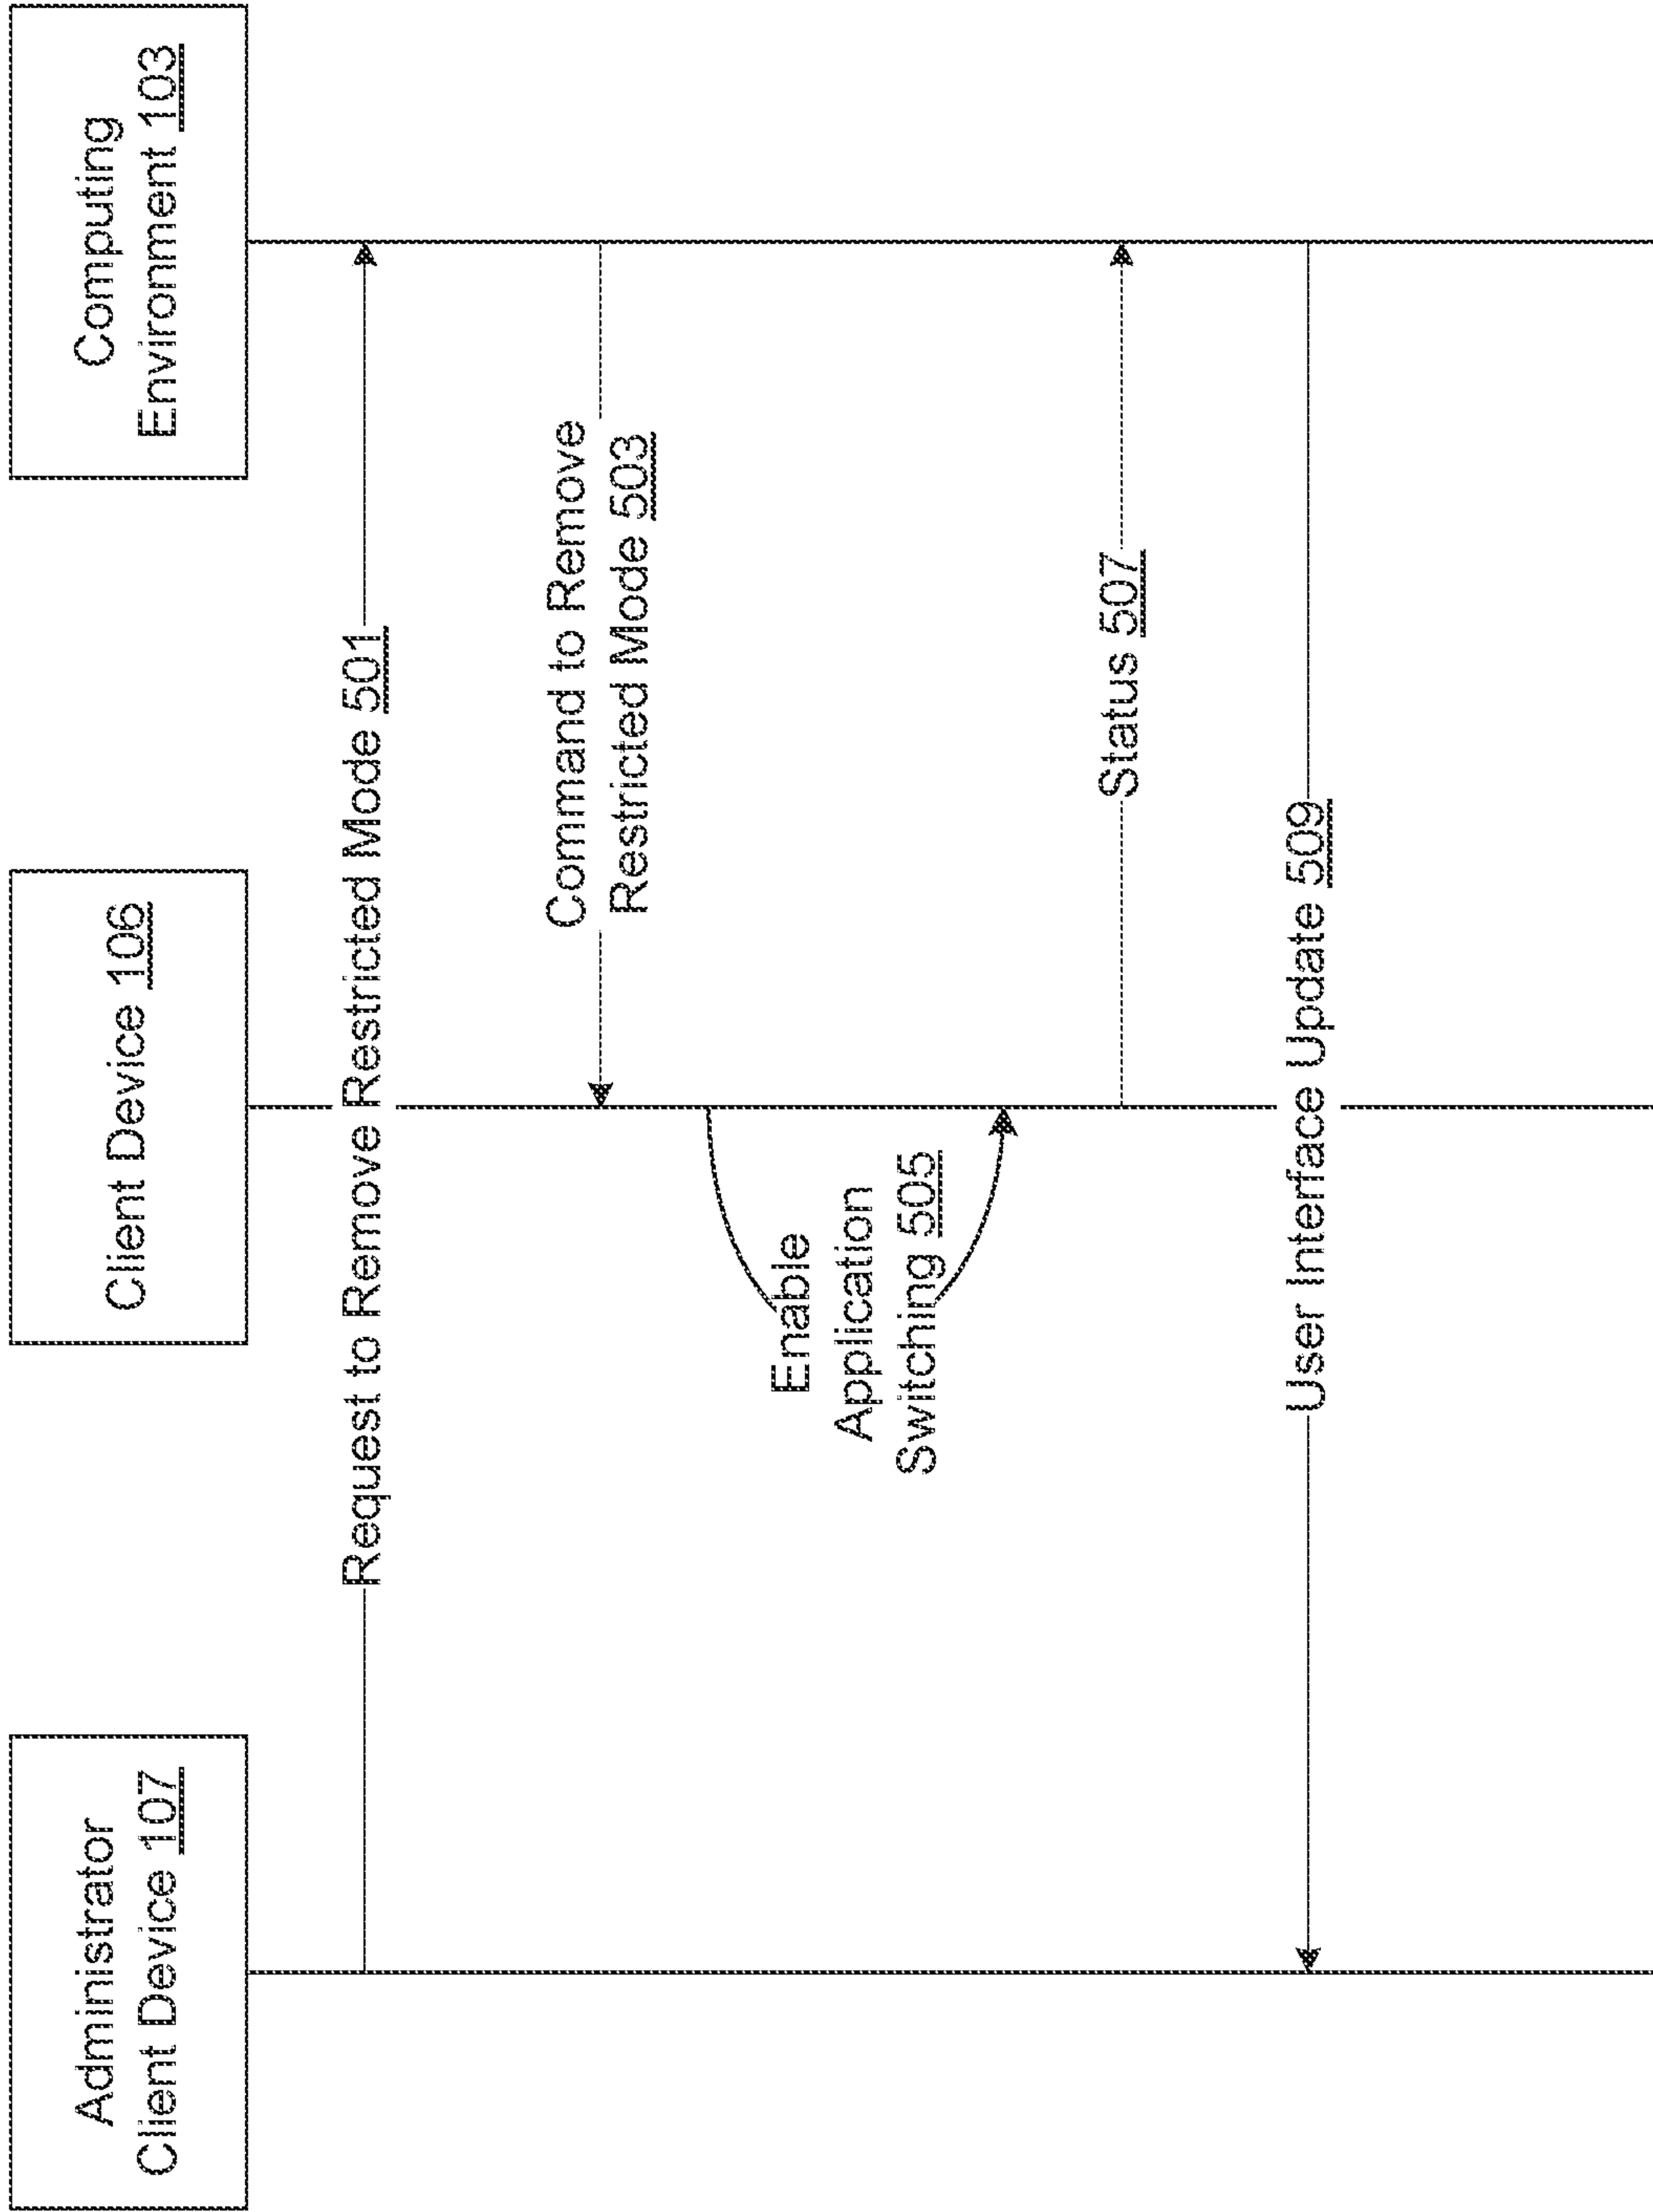 Administrator
Client Device 107
Client Device 106
Computing
Environment 103
Request to Remove Restricted Mode 501
Command to Remove
Restricted Mode 503
Enable
Application
Switching 505
Status 507
User Interface Update 509